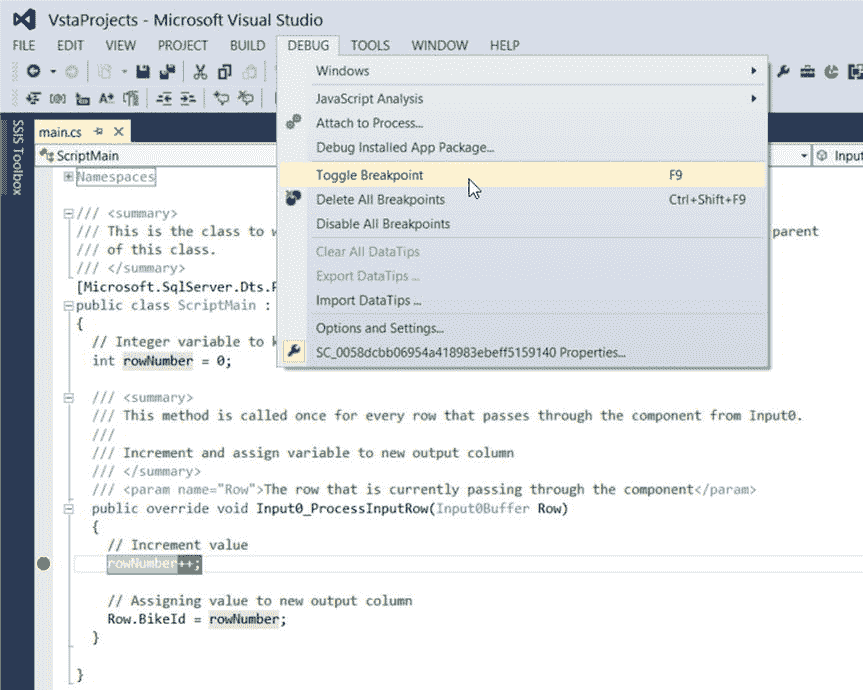 VstaProjects - Microsoft Visual Studio
FILE EDIT VIEW PROJECT BUILD DEBUG TOOLS WINDOW HELP
Windows
JavaScript Analysis
Attach to Process...
Debug Installed App Package...
Toggle Breakpoint F9
Delete All Breakpoints Ctrl+Shift+F9
Disable All Breakpoints
Clear All DataTips
Export DataTips ...
Import DataTips ...
Options and Settings...
SC_0058dcbb06954a418983ebeff5159140 Properties...
SSIS Toolbox
main.cs
ScriptMain
Input
Namespaces
/// <summary>
/// This is the class to parent
/// of this class.
/// </summary>
[Microsoft.SqlServer.Dts.
public class ScriptMain :
{
// Integer variable to
int rowNumber = 0;
/// <summary>
/// This method is called once for every row that passes through the component from Input0.
///
/// Increment and assign variable to new output column
/// </summary>
/// <param name="Row">The row that is currently passing through the component</param>
public override void Input0_ProcessInputRow(Input0Buffer Row)
{
// Increment value
rowNumber++;
// Assigning value to new output column
Row.BikeId = rowNumber;
}
}